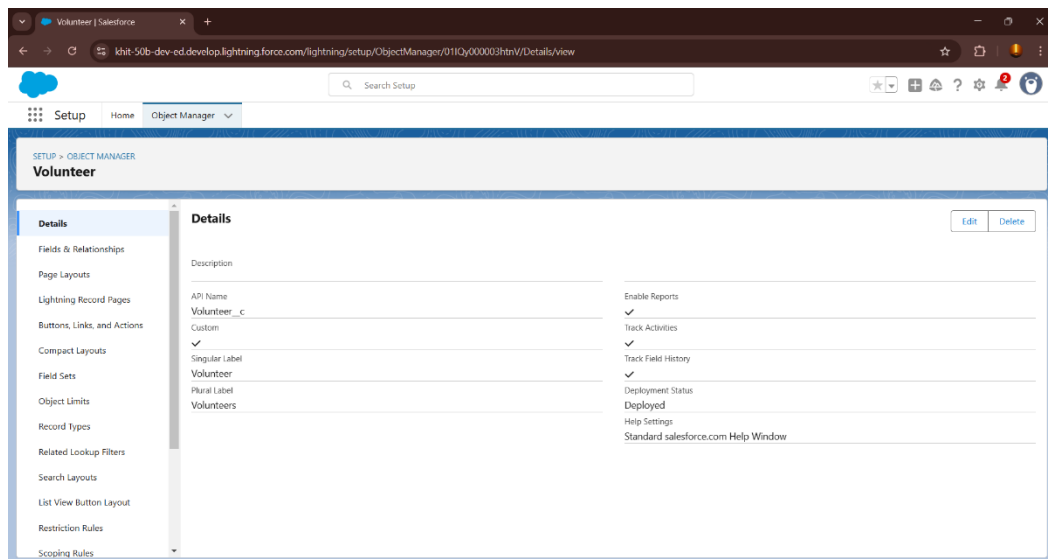 Volunteer | Salesforce
khit-50b-dev-ed.develop.lightning.force.com/lightning/setup/ObjectManager/01IQy000003htnV/Details/view
Search Setup
2
Setup
Home
Object Manager
SETUP > OBJECT MANAGER
Volunteer
Details
Fields & Relationships
Page Layouts
Lightning Record Pages
Buttons, Links, and Actions
Compact Layouts
Field Sets
Object Limits
Record Types
Related Lookup Filters
Search Layouts
List View Button Layout
Restriction Rules
Scoping Rules
Details
Edit
Delete
Description
API Name
Volunteer__c
Custom
Singular Label
Volunteer
Plural Label
Volunteers
Enable Reports
Track Activities
Track Field History
Deployment Status
Deployed
Help Settings
Standard salesforce.com Help Window